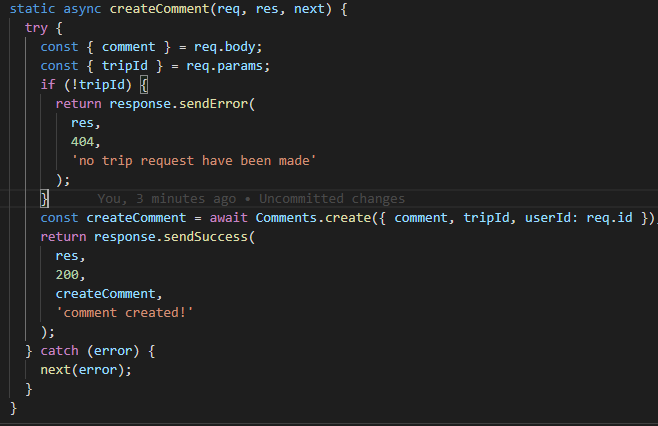 static async createComment(req, res, next) {
try {
const { comment } = req.body;
const { tripId } = req.params;
if (!tripId) {
return response.sendError(
res,
404,
'no trip request have been made'
);
} You, 3 minutes ago • Uncommitted changes
const createComment = await Comments.create({ comment, tripId, userId: req.id });
return response.sendSuccess(
res,
200,
createComment,
'comment created!'
);
} catch (error) {
next(error);
}
}